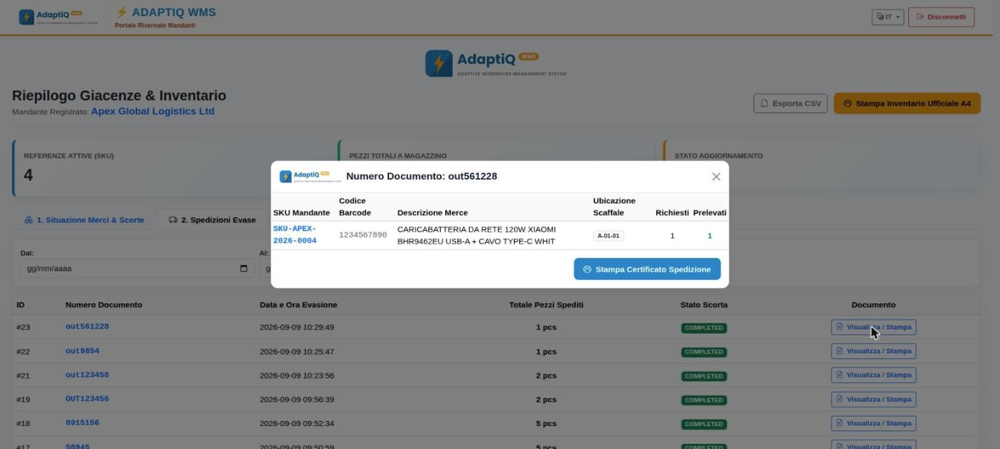 AdaptiQ WMS
ADAPTIVE WAREHOUSE MANAGEMENT SYSTEM
⚡ ADAPTIQ WMS
Portale Riservato Mandanti
IT
Disconnetti
AdaptiQ WMS
ADAPTIVE WAREHOUSE MANAGEMENT SYSTEM
Riepilogo Giacenze & Inventario
Mandante Registrato: Apex Global Logistics Ltd
Esporta CSV
Stampa Inventario Ufficiale A4
REFERENZE ATTIVE (SKU)
4
PEZZI TOTALI A MAGAZZINO
STATO AGGIORNAMENTO
AdaptiQ WMS
ADAPTIVE WAREHOUSE MANAGEMENT SYSTEM
Numero Documento: out561228
SKU Mandante Codice Barcode Descrizione Merce Ubicazione Scaffale Richiesti Prelevati
SKU-APEX-
2026-0004
1234567890
CARICABATTERIA DA RETE 120W XIAOMI
BHR9462EU USB-A + CAVO TYPE-C WHIT
A-01-01
1
1
Stampa Certificato Spedizione
1. Situazione Merci & Scorte
2. Spedizioni Evase
Dal:
gg/mm/aaaa
Al:
g
ID Numero Documento Data e Ora Evasione Totale Pezzi Spediti Stato Scorta Documento
#23 out561228 2026-09-09 10:29:49 1 pcs COMPLETED Visualizza / Stampa
#22 out9854 2026-09-09 10:25:47 1 pcs COMPLETED Visualizza / Stampa
#21 out123458 2026-09-09 10:23:56 2 pcs COMPLETED Visualizza / Stampa
#19 OUT123456 2026-09-09 09:56:39 2 pcs COMPLETED Visualizza / Stampa
#18 8915156 2026-09-09 09:52:34 5 pcs COMPLETED Visualizza / Stampa
#17 58945 2026-09-09 09:50:59 5 pcs COMPLETED Visualizza / Stampa